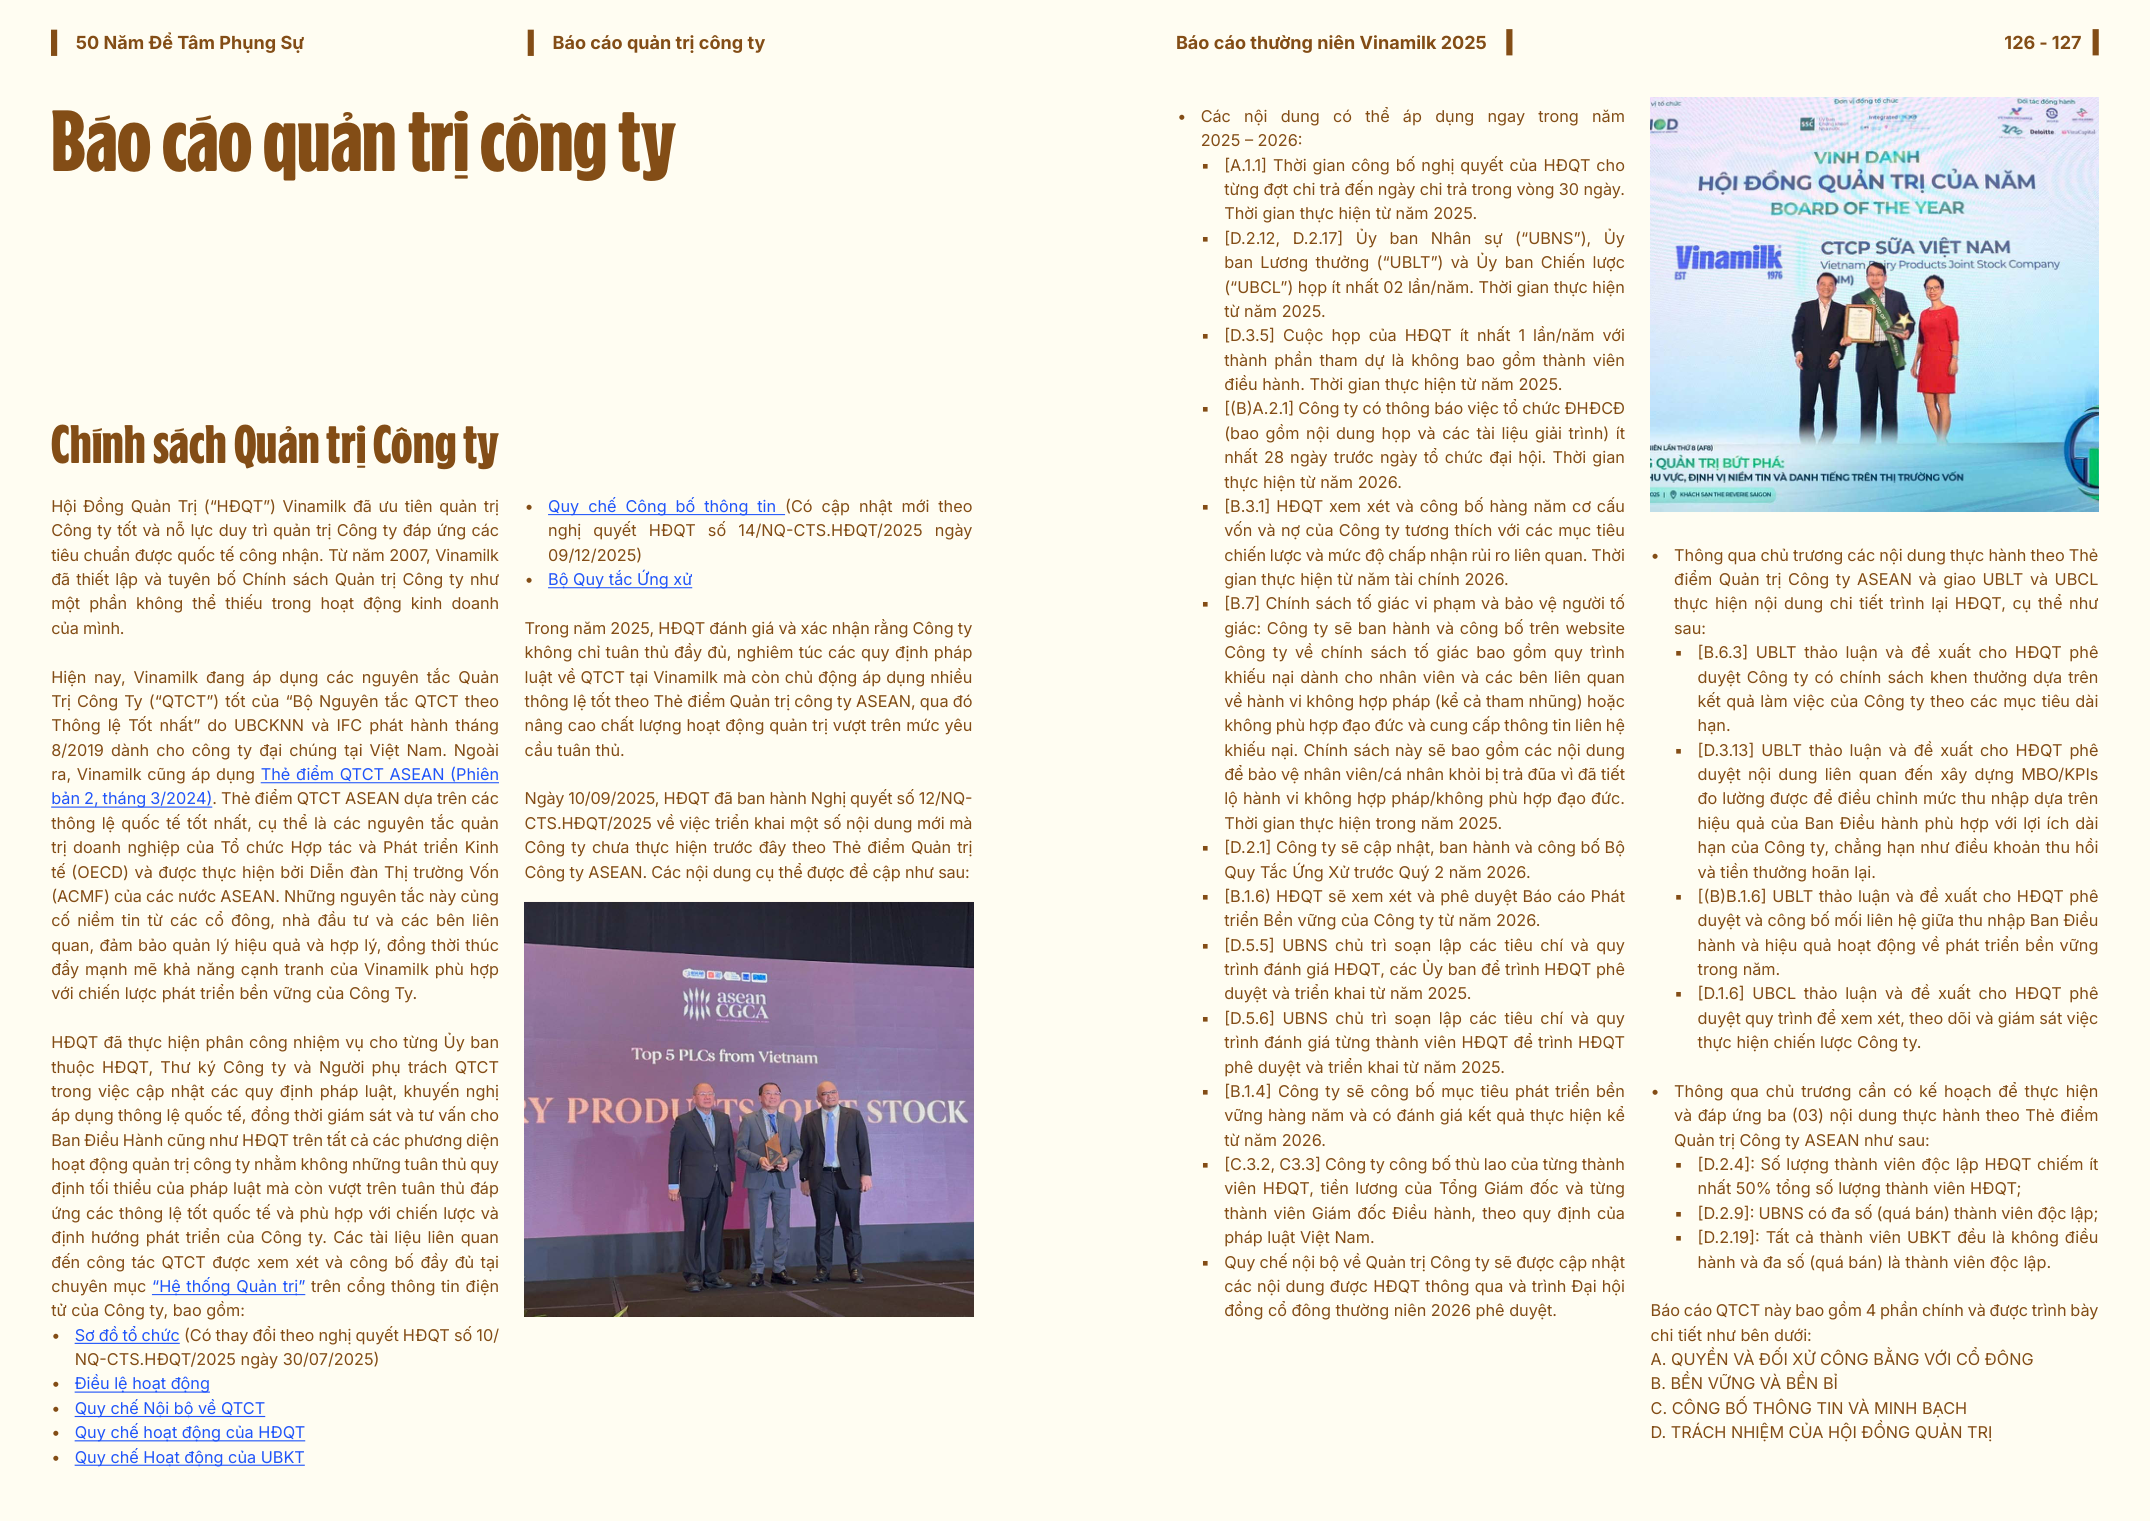 50 Năm Để Tâm Phụng Sự
Báo cáo quản trị công ty
Báo cáo thường niên Vinamilk 2025
126 - 127
Báo cáo quản trị công ty
Chính sách Quản trị Công ty
Hội Đồng Quản Trị (“HĐQT”) Vinamilk đã ưu tiên quản trị
Công ty tốt và nỗ lực duy trì quản trị Công ty đáp ứng các
tiêu chuẩn được quốc tế công nhận. Từ năm 2007, Vinamilk
đã thiết lập và tuyên bố Chính sách Quản trị Công ty như
một phần không thể thiếu trong hoạt động kinh doanh
của mình.
Hiện nay, Vinamilk đang áp dụng các nguyên tắc Quản
Trị Công Ty (“QTCT”) tốt của “Bộ Nguyên tắc QTCT theo
Thông lệ Tốt nhất” do UBCKNN và IFC phát hành tháng
8/2019 dành cho công ty đại chúng tại Việt Nam. Ngoài
ra, Vinamilk cũng áp dụng Thẻ điểm QTCT ASEAN (Phiên
bản 2, tháng 3/2024). Thẻ điểm QTCT ASEAN dựa trên các
thông lệ quốc tế tốt nhất, cụ thể là các nguyên tắc quản
trị doanh nghiệp của Tổ chức Hợp tác và Phát triển Kinh
tế (OECD) và được thực hiện bởi Diễn đàn Thị trường Vốn
(ACMF) của các nước ASEAN. Những nguyên tắc này củng
cố niềm tin từ các cổ đông, nhà đầu tư và các bên liên
quan, đảm bảo quản lý hiệu quả và hợp lý, đồng thời thúc
đẩy mạnh mẽ khả năng cạnh tranh của Vinamilk phù hợp
với chiến lược phát triển bền vững của Công Ty.
HĐQT đã thực hiện phân công nhiệm vụ cho từng Ủy ban
thuộc HĐQT, Thư ký Công ty và Người phụ trách QTCT
trong việc cập nhật các quy định pháp luật, khuyến nghị
áp dụng thông lệ quốc tế, đồng thời giám sát và tư vấn cho
Ban Điều Hành cũng như HĐQT trên tất cả các phương diện
hoạt động quản trị công ty nhằm không những tuân thủ quy
định tối thiểu của pháp luật mà còn vượt trên tuân thủ đáp
ứng các thông lệ tốt quốc tế và phù hợp với chiến lược và
định hướng phát triển của Công ty. Các tài liệu liên quan
đến công tác QTCT được xem xét và công bố đầy đủ tại
chuyên mục “Hệ thống Quản trị” trên cổng thông tin điện
tử của Công ty, bao gồm:
• Sơ đồ tổ chức (Có thay đổi theo nghị quyết HĐQT số 10/
NQ-CTS.HĐQT/2025 ngày 30/07/2025)
• Điều lệ hoạt động
• Quy chế Nội bộ về QTCT
• Quy chế hoạt động của HĐQT
• Quy chế Hoạt động của UBKT
• Quy chế Công bố thông tin (Có cập nhật mới theo
nghị quyết HĐQT số 14/NQ-CTS.HĐQT/2025 ngày
09/12/2025)
• Bộ Quy tắc Ứng xử
Trong năm 2025, HĐQT đánh giá và xác nhận rằng Công ty
không chỉ tuân thủ đầy đủ, nghiêm túc các quy định pháp
luật về QTCT tại Vinamilk mà còn chủ động áp dụng nhiều
thông lệ tốt theo Thẻ điểm Quản trị công ty ASEAN, qua đó
nâng cao chất lượng hoạt động quản trị vượt trên mức yêu
cầu tuân thủ.
Ngày 10/09/2025, HĐQT đã ban hành Nghị quyết số 12/NQ-
CTS.HĐQT/2025 về việc triển khai một số nội dung mới mà
Công ty chưa thực hiện trước đây theo Thẻ điểm Quản trị
Công ty ASEAN. Các nội dung cụ thể được đề cập như sau:
asean
CGCA
Top 5 PLCs from Vietnam
RY PRODUCTS JOINT STOCK
• Các nội dung có thể áp dụng ngay trong năm
2025 – 2026:
▪ [A.1.1] Thời gian công bố nghị quyết của HĐQT cho
từng đợt chi trả đến ngày chi trả trong vòng 30 ngày.
Thời gian thực hiện từ năm 2025.
▪ [D.2.12, D.2.17] Ủy ban Nhân sự (“UBNS”), Ủy
ban Lương thưởng (“UBLT”) và Ủy ban Chiến lược
(“UBCL”) họp ít nhất 02 lần/năm. Thời gian thực hiện
từ năm 2025.
▪ [D.3.5] Cuộc họp của HĐQT ít nhất 1 lần/năm với
thành phần tham dự là không bao gồm thành viên
điều hành. Thời gian thực hiện từ năm 2025.
▪ [(B)A.2.1] Công ty có thông báo việc tổ chức ĐHĐCĐ
(bao gồm nội dung họp và các tài liệu giải trình) ít
nhất 28 ngày trước ngày tổ chức đại hội. Thời gian
thực hiện từ năm 2026.
▪ [B.3.1] HĐQT xem xét và công bố hàng năm cơ cấu
vốn và nợ của Công ty tương thích với các mục tiêu
chiến lược và mức độ chấp nhận rủi ro liên quan. Thời
gian thực hiện từ năm tài chính 2026.
▪ [B.7] Chính sách tố giác vi phạm và bảo vệ người tố
giác: Công ty sẽ ban hành và công bố trên website
Công ty về chính sách tố giác bao gồm quy trình
khiếu nại dành cho nhân viên và các bên liên quan
về hành vi không hợp pháp (kể cả tham nhũng) hoặc
không phù hợp đạo đức và cung cấp thông tin liên hệ
khiếu nại. Chính sách này sẽ bao gồm các nội dung
để bảo vệ nhân viên/cá nhân khỏi bị trả đũa vì đã tiết
lộ hành vi không hợp pháp/không phù hợp đạo đức.
Thời gian thực hiện trong năm 2025.
▪ [D.2.1] Công ty sẽ cập nhật, ban hành và công bố Bộ
Quy Tắc Ứng Xử trước Quý 2 năm 2026.
▪ [B.1.6) HĐQT sẽ xem xét và phê duyệt Báo cáo Phát
triển Bền vững của Công ty từ năm 2026.
▪ [D.5.5] UBNS chủ trì soạn lập các tiêu chí và quy
trình đánh giá HĐQT, các Ủy ban để trình HĐQT phê
duyệt và triển khai từ năm 2025.
▪ [D.5.6] UBNS chủ trì soạn lập các tiêu chí và quy
trình đánh giá từng thành viên HĐQT để trình HĐQT
phê duyệt và triển khai từ năm 2025.
▪ [B.1.4] Công ty sẽ công bố mục tiêu phát triển bền
vững hàng năm và có đánh giá kết quả thực hiện kể
từ năm 2026.
▪ [C.3.2, C3.3] Công ty công bố thù lao của từng thành
viên HĐQT, tiền lương của Tổng Giám đốc và từng
thành viên Giám đốc Điều hành, theo quy định của
pháp luật Việt Nam.
▪ Quy chế nội bộ về Quản trị Công ty sẽ được cập nhật
các nội dung được HĐQT thông qua và trình Đại hội
đồng cổ đông thường niên 2026 phê duyệt.
vị tổ chức
Đơn vị đồng tổ chức
Đối tác đồng hành
SSC
Deloitte
VinaCapital
VINH DANH
HỘI ĐỒNG QUẢN TRỊ CỦA NĂM
BOARD OF THE YEAR
Vinamilk
EST 1976
CTCP SỮA VIỆT NAM
Vietnam Dairy Products Joint Stock Company
IÊN LẦN THỨ 8 (AF8)
QUẢN TRỊ BỨT PHÁ:
HU VỰC, ĐỊNH VỊ NIỀM TIN VÀ DANH TIẾNG TRÊN THỊ TRƯỜNG VỐN
KHÁCH SẠN THE REVERIE SAIGON
• Thông qua chủ trương các nội dung thực hành theo Thẻ
điểm Quản trị Công ty ASEAN và giao UBLT và UBCL
thực hiện nội dung chi tiết trình lại HĐQT, cụ thể như
sau:
▪ [B.6.3] UBLT thảo luận và đề xuất cho HĐQT phê
duyệt Công ty có chính sách khen thưởng dựa trên
kết quả làm việc của Công ty theo các mục tiêu dài
hạn.
▪ [D.3.13] UBLT thảo luận và đề xuất cho HĐQT phê
duyệt nội dung liên quan đến xây dựng MBO/KPIs
đo lường được để điều chỉnh mức thu nhập dựa trên
hiệu quả của Ban Điều hành phù hợp với lợi ích dài
hạn của Công ty, chẳng hạn như điều khoản thu hồi
và tiền thưởng hoãn lại.
▪ [(B)B.1.6] UBLT thảo luận và đề xuất cho HĐQT phê
duyệt và công bố mối liên hệ giữa thu nhập Ban Điều
hành và hiệu quả hoạt động về phát triển bền vững
trong năm.
▪ [D.1.6] UBCL thảo luận và đề xuất cho HĐQT phê
duyệt quy trình để xem xét, theo dõi và giám sát việc
thực hiện chiến lược Công ty.
• Thông qua chủ trương cần có kế hoạch để thực hiện
và đáp ứng ba (03) nội dung thực hành theo Thẻ điểm
Quản trị Công ty ASEAN như sau:
▪ [D.2.4]: Số lượng thành viên độc lập HĐQT chiếm ít
nhất 50% tổng số lượng thành viên HĐQT;
▪ [D.2.9]: UBNS có đa số (quá bán) thành viên độc lập;
▪ [D.2.19]: Tất cả thành viên UBKT đều là không điều
hành và đa số (quá bán) là thành viên độc lập.
Báo cáo QTCT này bao gồm 4 phần chính và được trình bày
chi tiết như bên dưới:
A. QUYỀN VÀ ĐỐI XỬ CÔNG BẰNG VỚI CỔ ĐÔNG
B. BỀN VỮNG VÀ BỀN BỈ
C. CÔNG BỐ THÔNG TIN VÀ MINH BẠCH
D. TRÁCH NHIỆM CỦA HỘI ĐỒNG QUẢN TRỊ